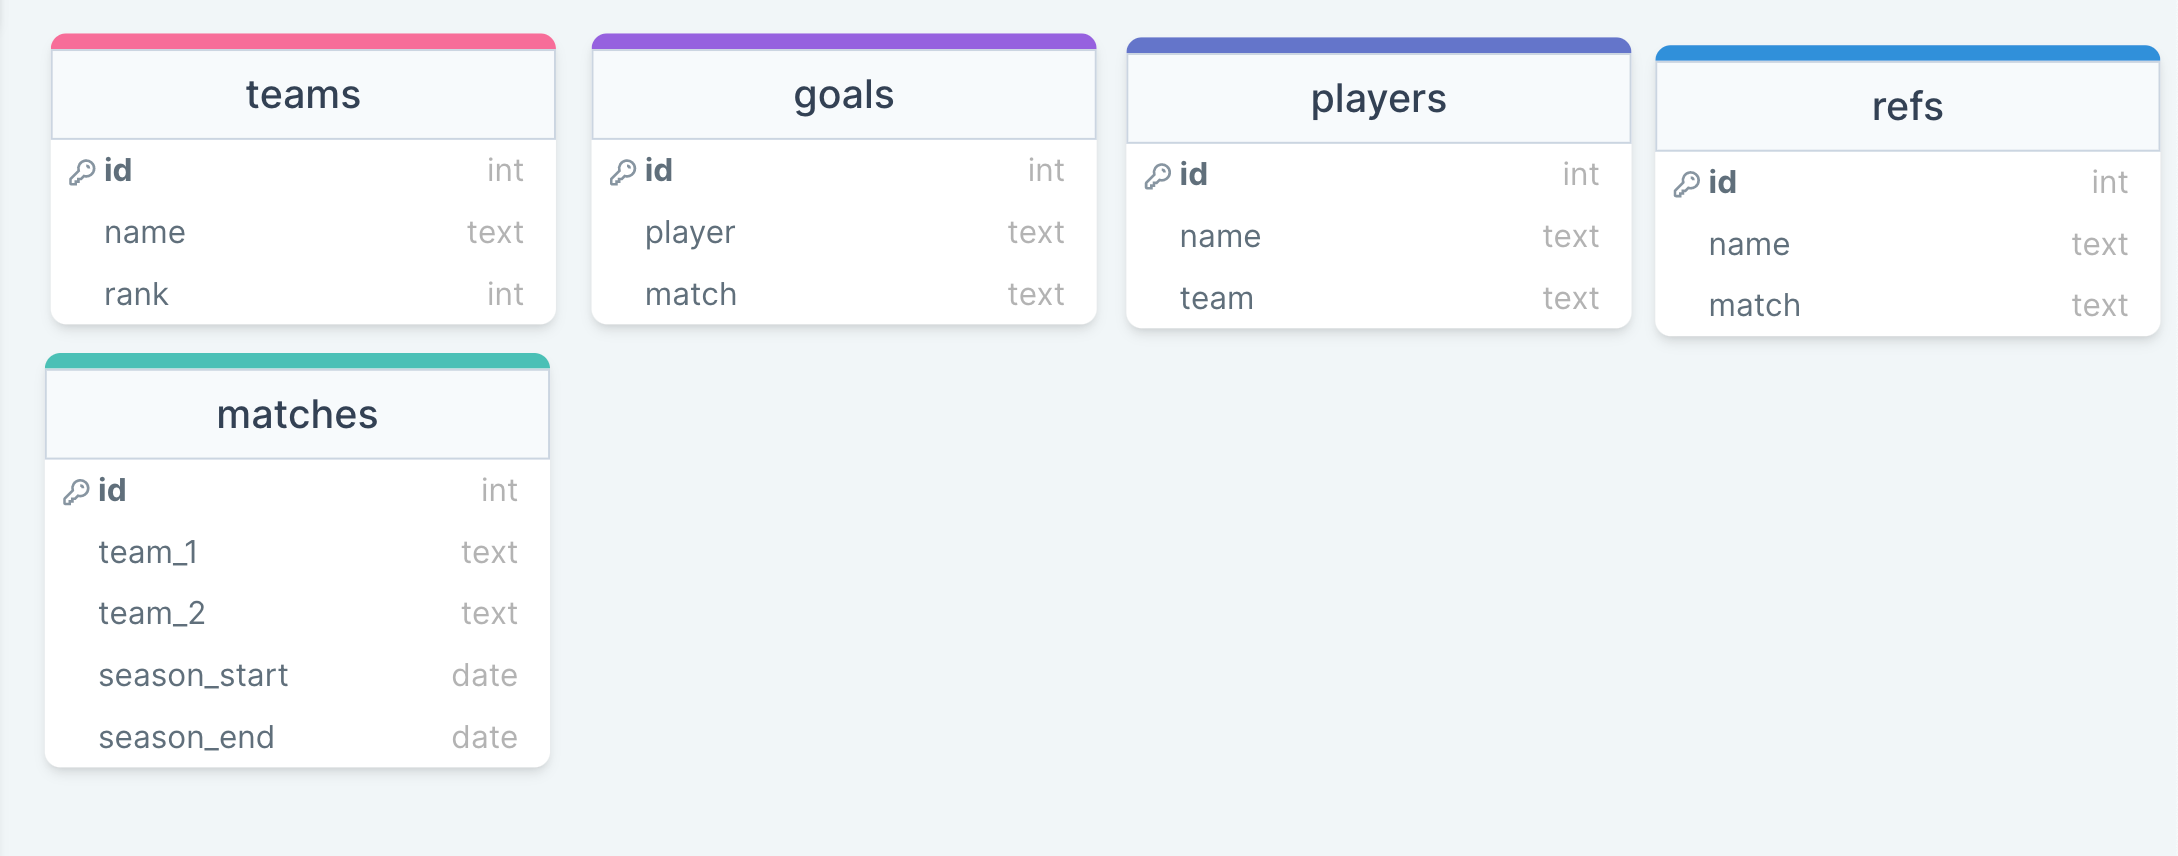 teams
id int
name text
rank int
goals
id int
player text
match text
players
id int
name text
team text
refs
id int
name text
match text
matches
id int
team_1 text
team_2 text
season_start date
season_end date